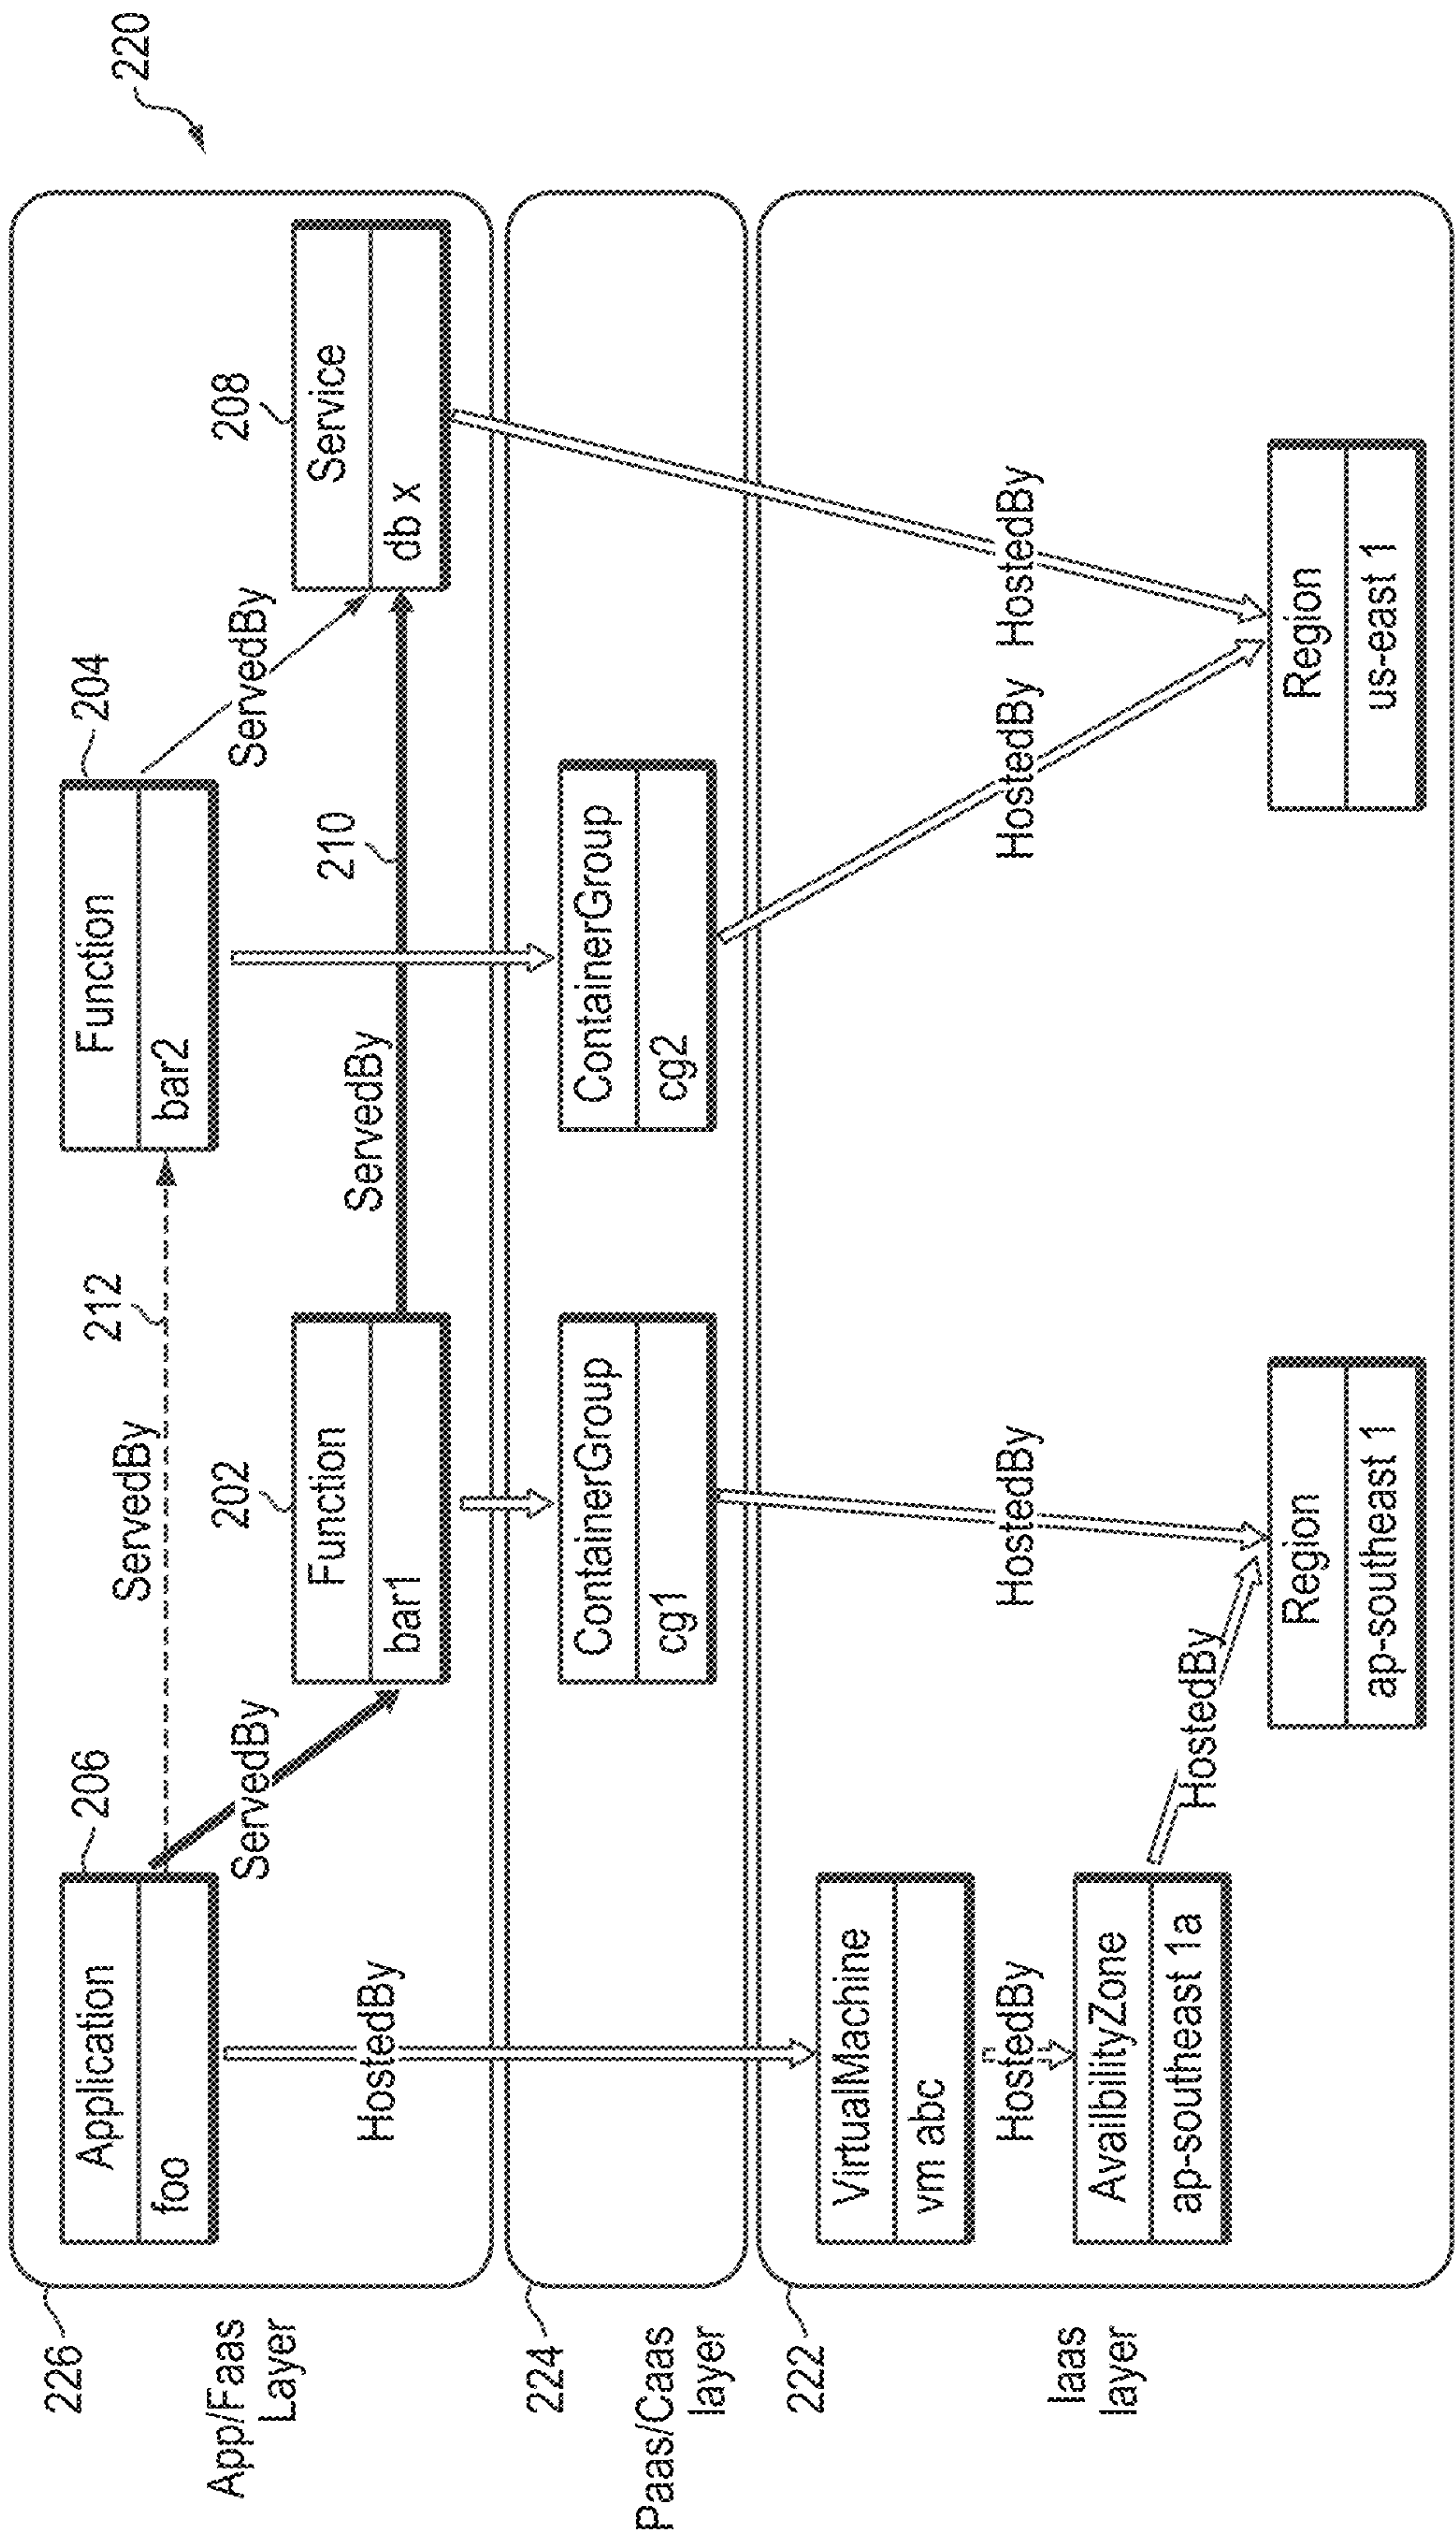 220
226
App/Faas
Layer
Application
foo
206
ServedBy
212
Function
bar2
204
ServedBy
ServedBy
202
Function
bar1
ServedBy
210
208
Service
db x
HostedBy
224
Paas/Caas
layer
ContainerGroup
cg1
ContainerGroup
cg2
222
Iaas
layer
VirtualMachine
vm abc
HostedBy
AvailbilityZone
ap-southeast 1a
HostedBy
HostedBy
HostedBy
HostedBy
Region
ap-southeast 1
Region
us-east 1